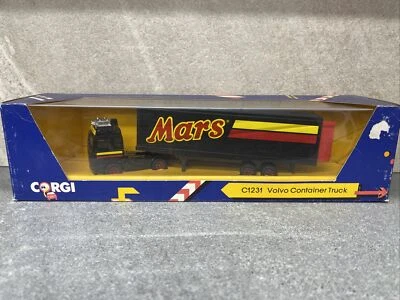 Mars
CORGI
C1231 Volvo Container Truck